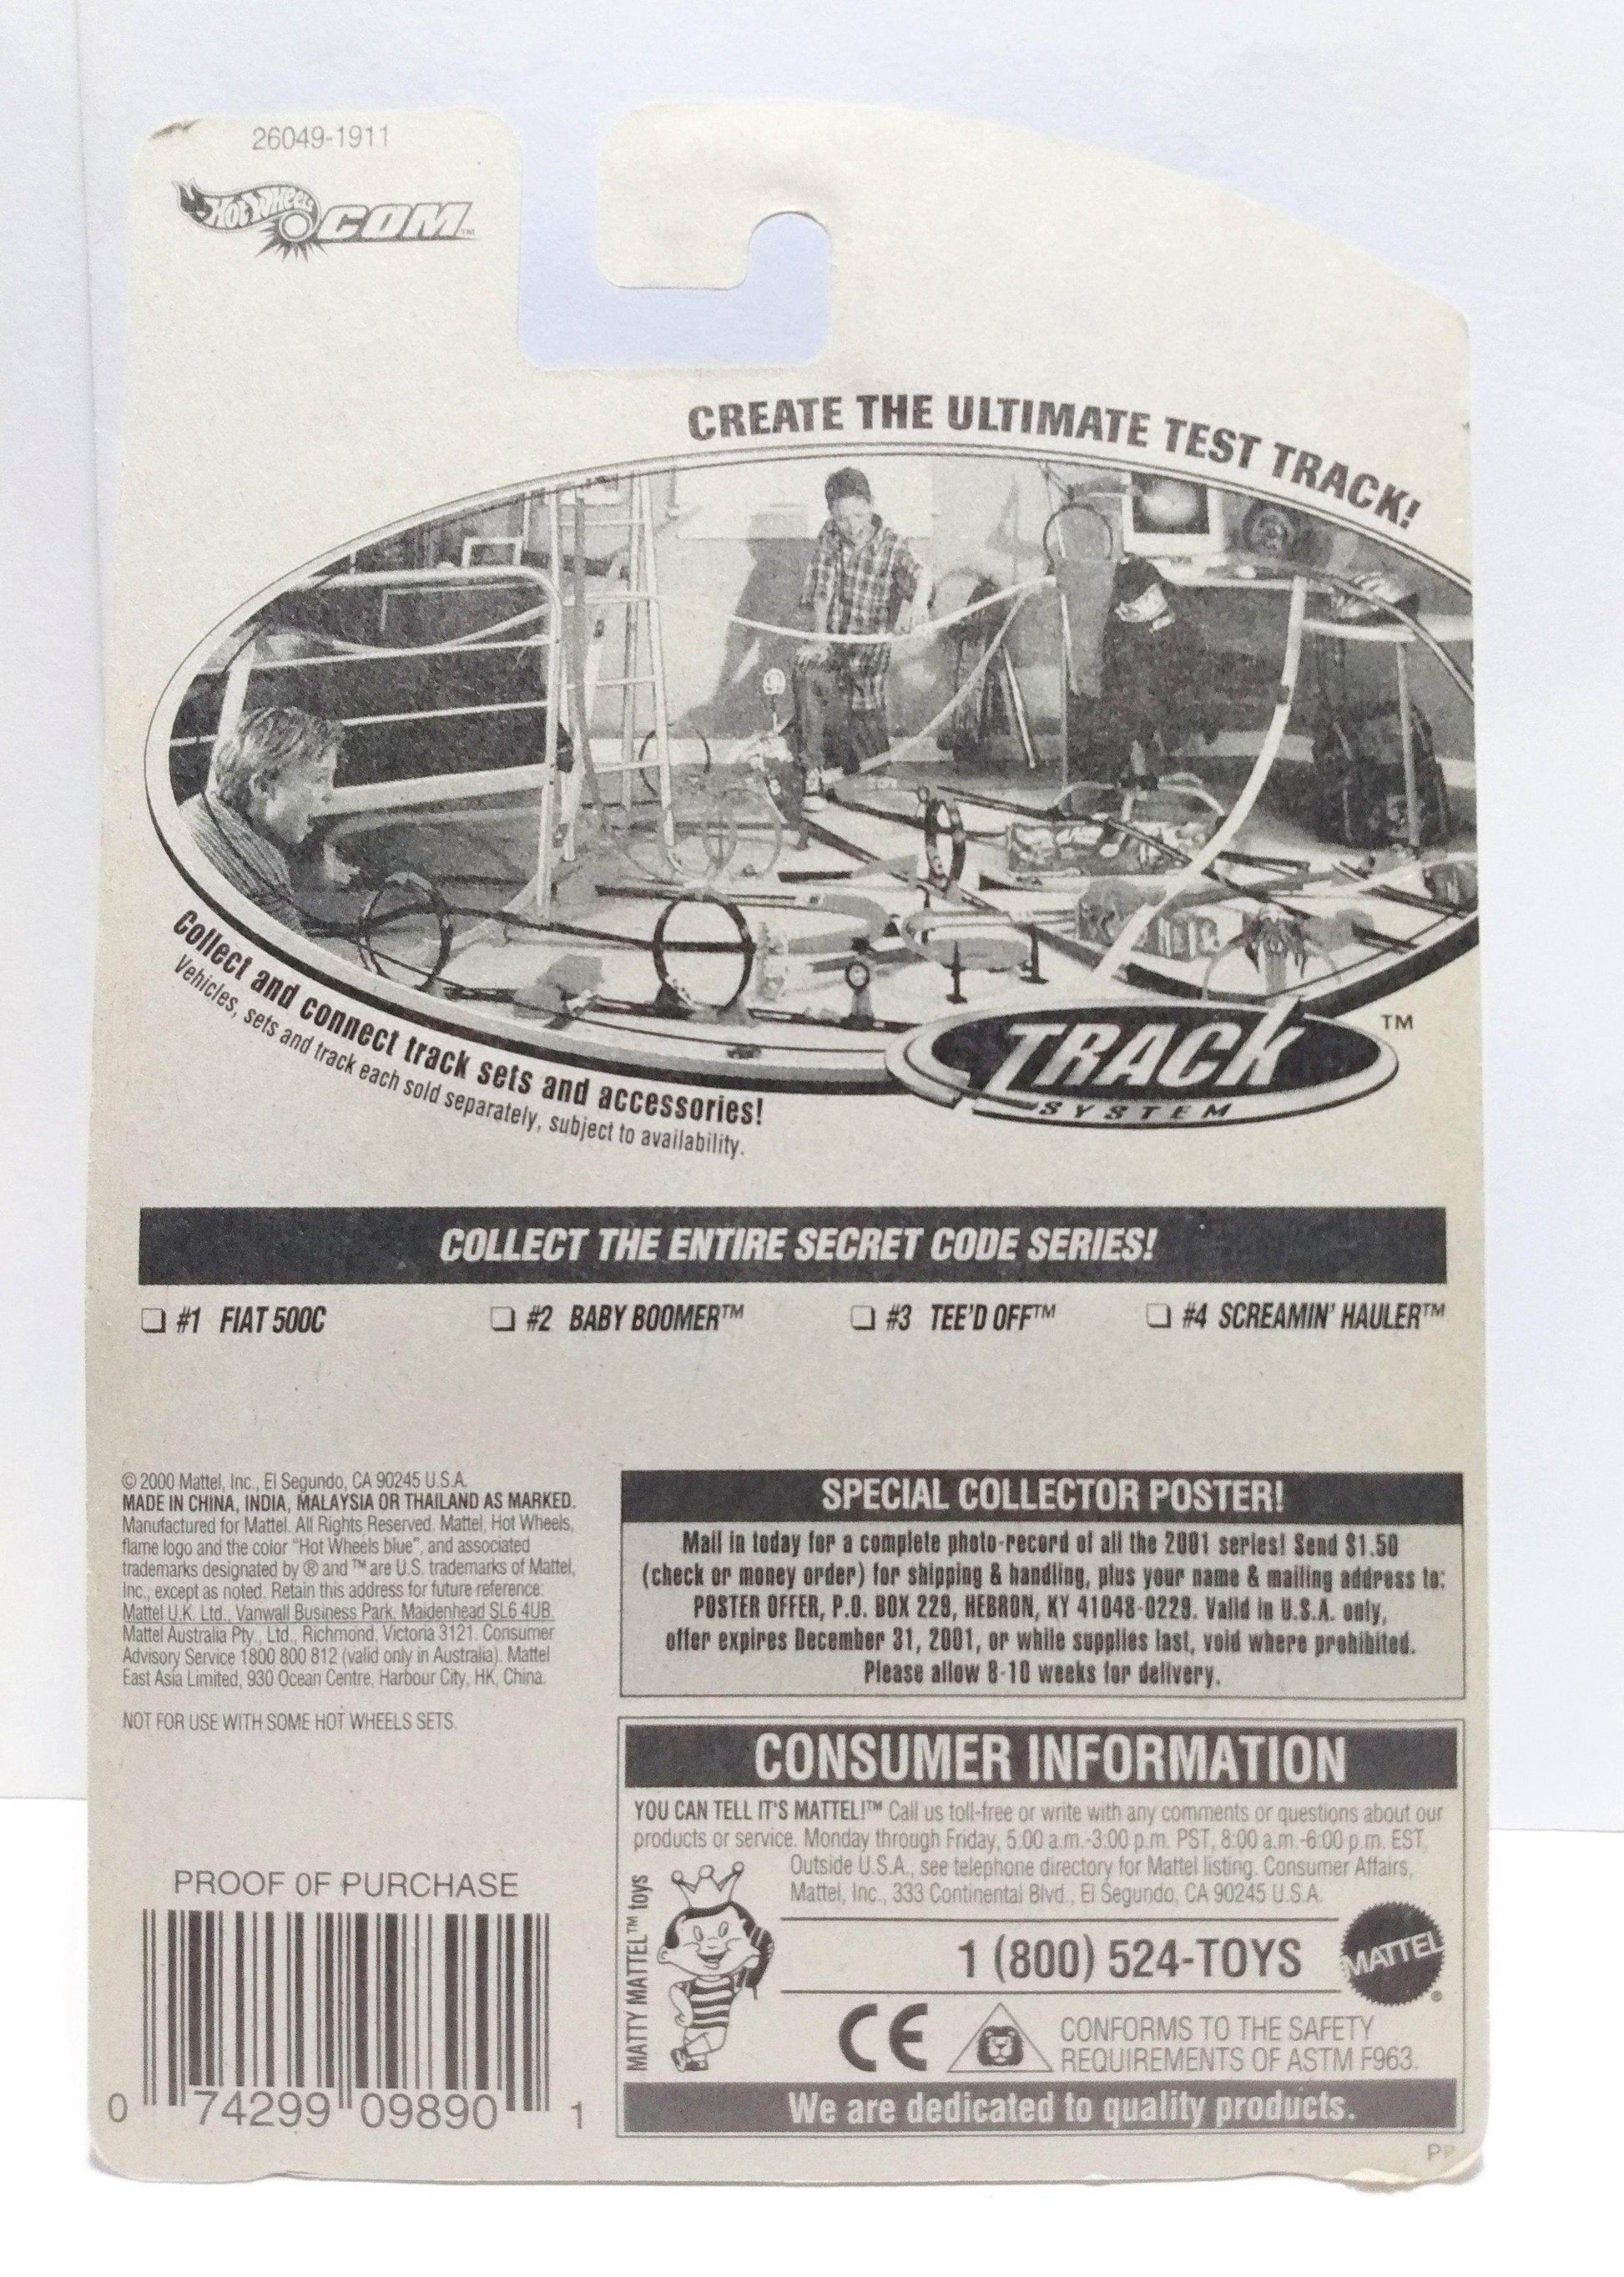 26049-1911
HOT WHEELS.COM™
CREATE THE ULTIMATE TEST TRACK!
Collect and connect track sets and accessories!
Vehicles, sets and track each sold separately, subject to availability.
TRACK™
SYSTEM
COLLECT THE ENTIRE SECRET CODE SERIES!
#1 FIAT 500C
#2 BABY BOOMER™
#3 TEE'D OFF™
#4 SCREAMIN' HAULER™
© 2000 Mattel, Inc., El Segundo, CA 90245 U.S.A.
MADE IN CHINA, INDIA, MALAYSIA OR THAILAND AS MARKED.
Manufactured for Mattel. All Rights Reserved. Mattel, Hot Wheels,
flame logo and the color "Hot Wheels blue", and associated
trademarks designated by ® and ™ are U.S. trademarks of Mattel,
Inc., except as noted. Retain this address for future reference:
Mattel U.K. Ltd., Vanwall Business Park, Maidenhead SL6 4UB.
Mattel Australia Pty., Ltd., Richmond, Victoria 3121. Consumer
Advisory Service 1800 800 812 (valid only in Australia). Mattel
East Asia Limited, 930 Ocean Centre, Harbour City, HK, China.
NOT FOR USE WITH SOME HOT WHEELS SETS.
SPECIAL COLLECTOR POSTER!
Mail in today for a complete photo-record of all the 2001 series! Send $1.50
(check or money order) for shipping & handling, plus your name & mailing address to:
POSTER OFFER, P.O. BOX 229, HEBRON, KY 41048-0229. Valid in U.S.A. only,
offer expires December 31, 2001, or while supplies last, void where prohibited.
Please allow 8-10 weeks for delivery.
CONSUMER INFORMATION
YOU CAN TELL IT'S MATTEL!™ Call us toll-free or write with any comments or questions about our
products or service. Monday through Friday, 5:00 a.m.-3:00 p.m. PST, 8:00 a.m.-6:00 p.m. EST.
Outside U.S.A., see telephone directory for Mattel listing. Consumer Affairs,
Mattel, Inc., 333 Continental Blvd., El Segundo, CA 90245 U.S.A.
MATTY MATTEL™ toys
1 (800) 524-TOYS
MATTEL®
CE
CONFORMS TO THE SAFETY
REQUIREMENTS OF ASTM F963.
We are dedicated to quality products.
PROOF OF PURCHASE
0 74299 09890 1
PP